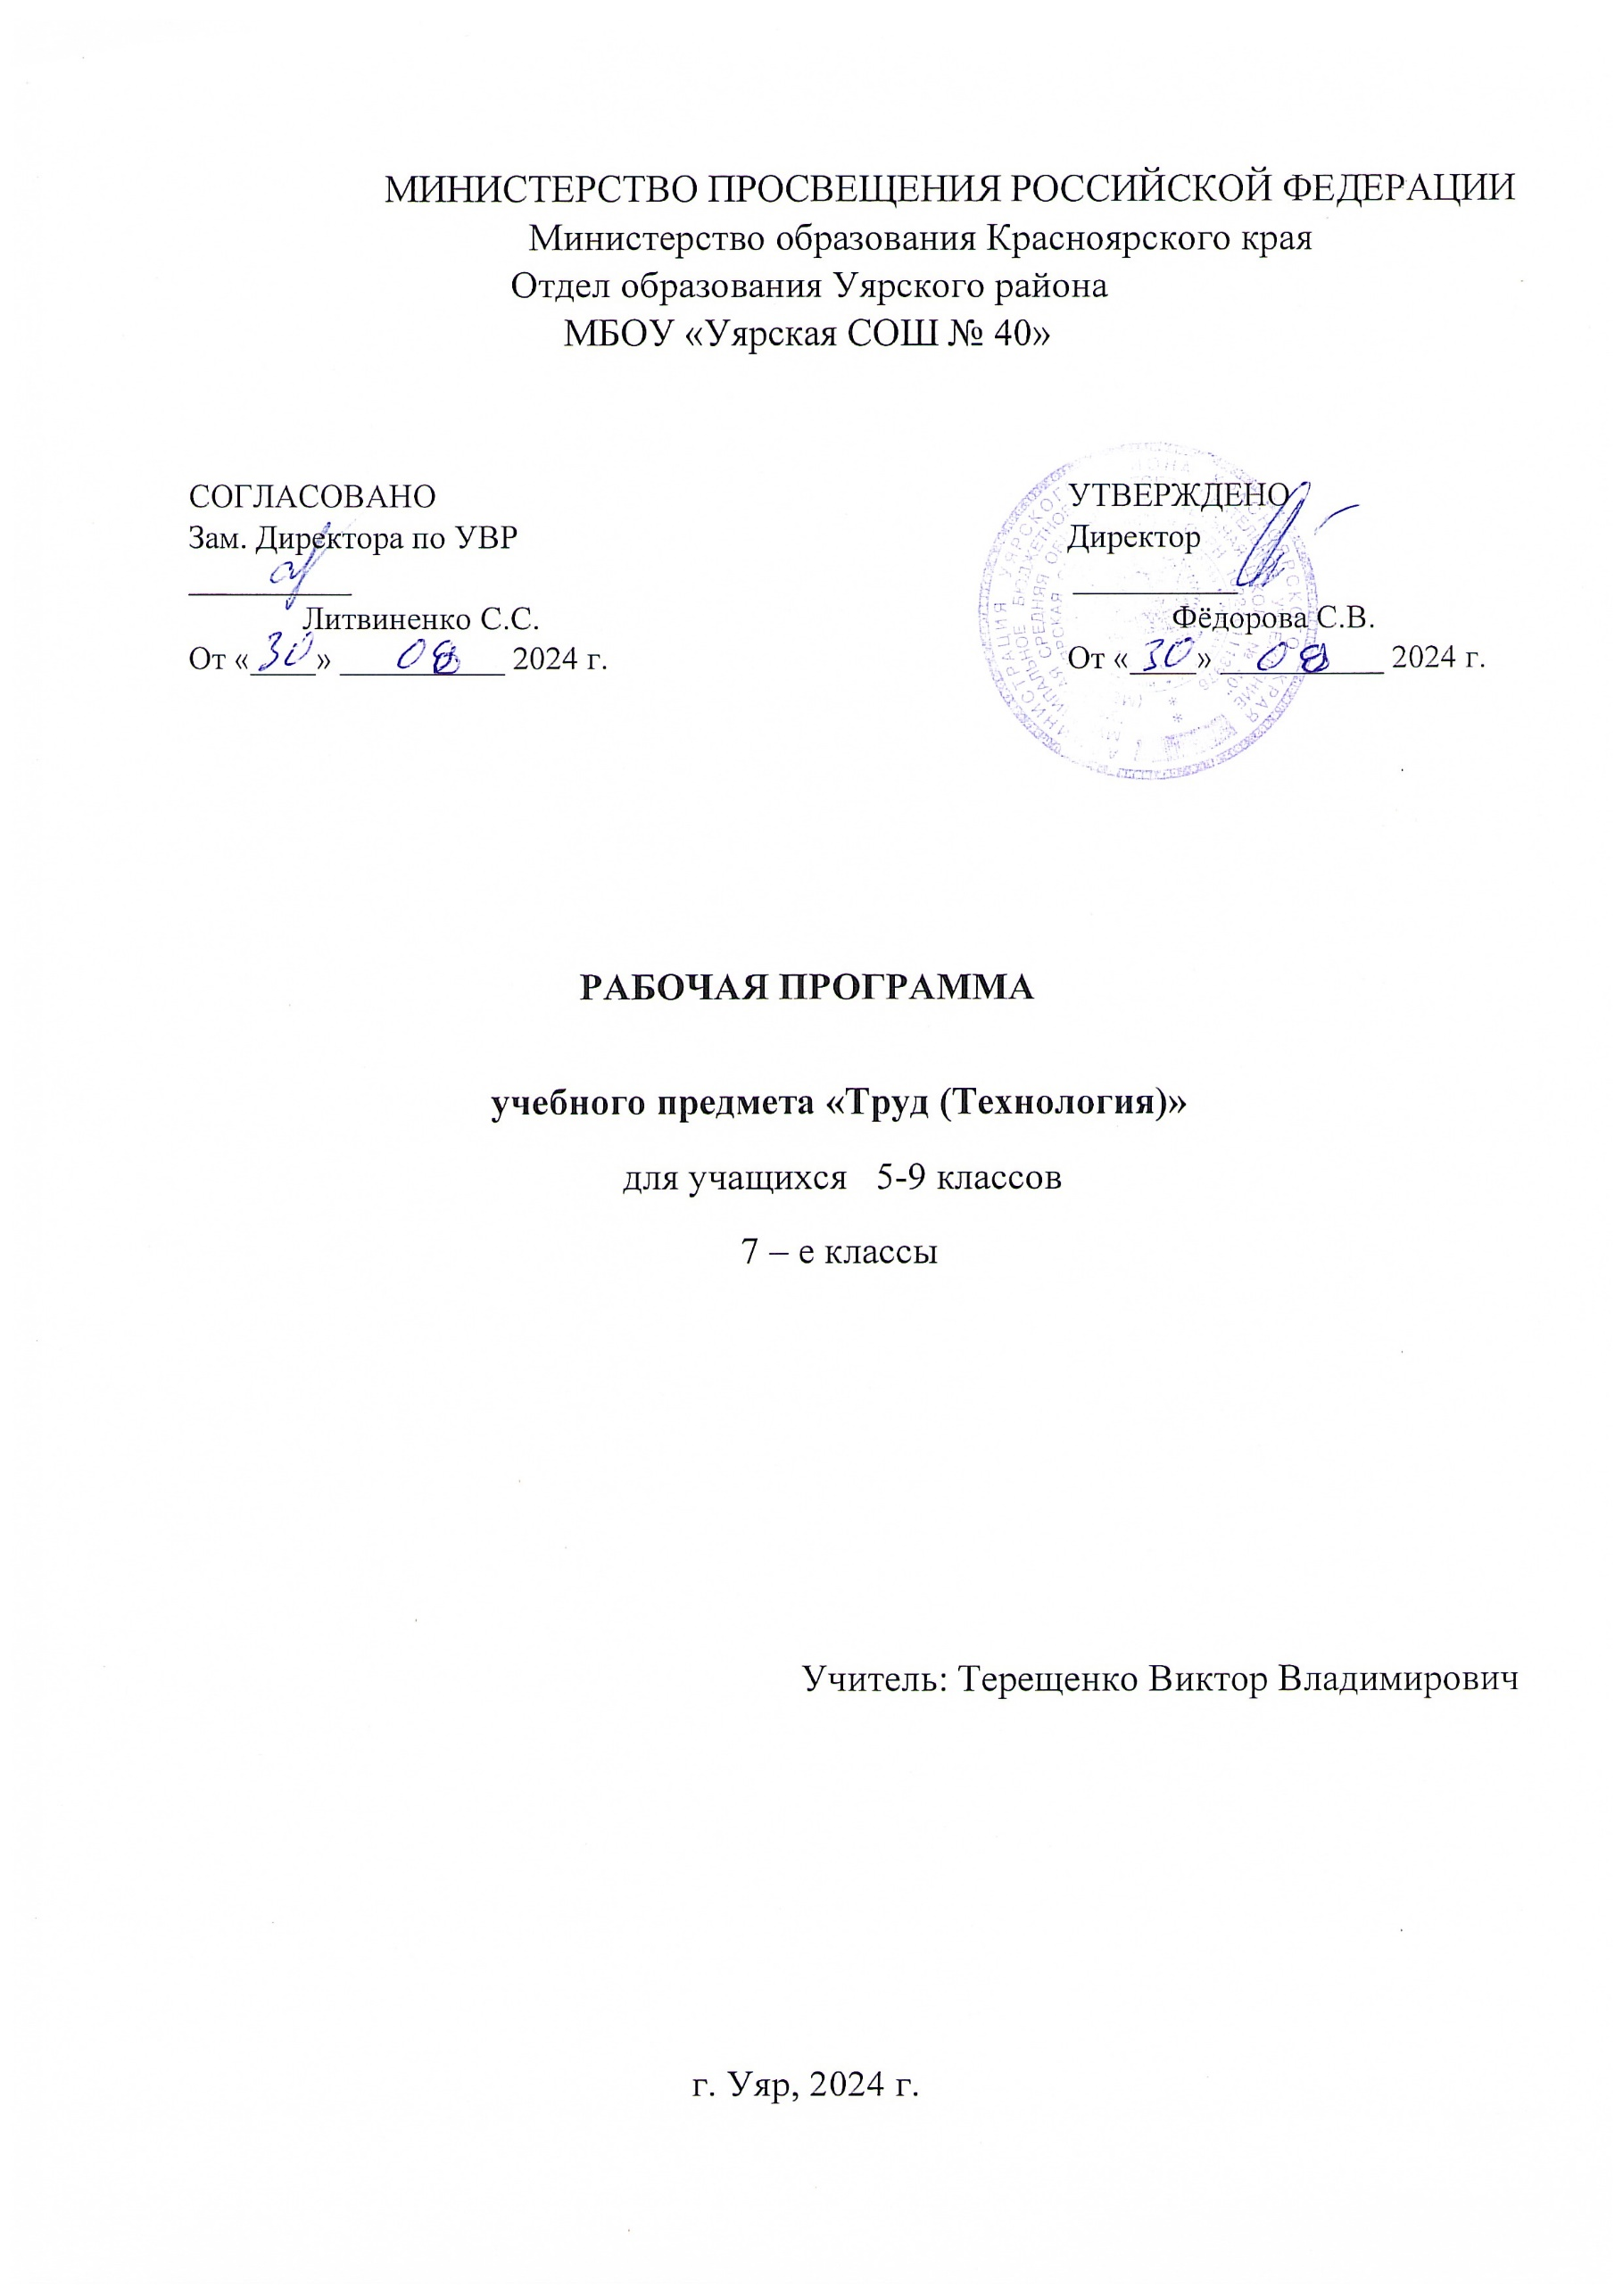 МИНИСТЕРСТВО ПРОСВЕЩЕНИЯ РОССИЙСКОЙ ФЕДЕРАЦИИ
Министерство образования Красноярского края
Отдел образования Уярского района
МБОУ «Уярская СОШ № 40»
СОГЛАСОВАНО
Зам. Директора по УВР
Литвиненко С.С.
От «30» 08 2024 г.
УТВЕРЖДЕНО
Директор
Фёдорова С.В.
От «30» 08 2024 г.
РАБОЧАЯ ПРОГРАММА
учебного предмета «Труд (Технология)»
для учащихся 5-9 классов
7 – е классы
Учитель: Терещенко Виктор Владимирович
г. Уяр, 2024 г.